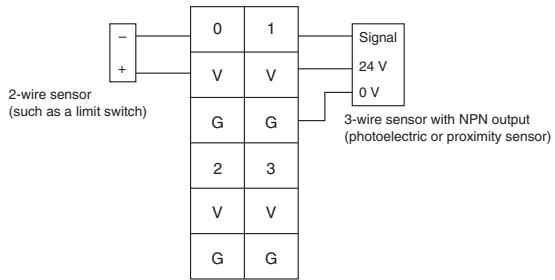 0 1
V V
G G
2 3
V V
G G
–
+
2-wire sensor
(such as a limit switch)
Signal
24 V
0 V
3-wire sensor with NPN output
(photoelectric or proximity sensor)